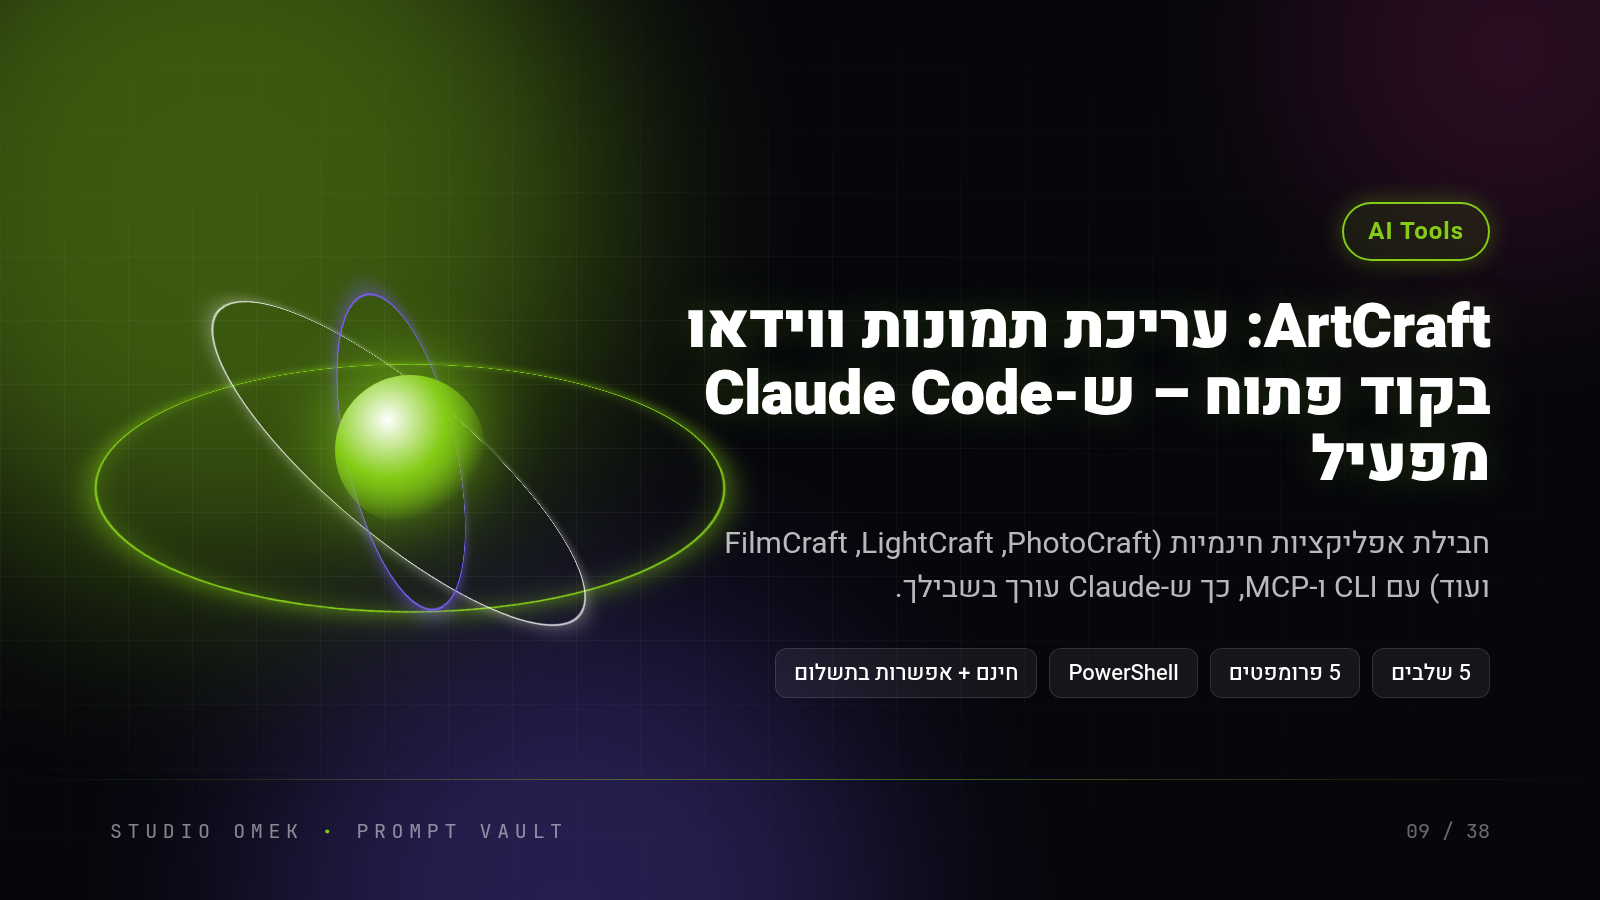 AI Tools
ArtCraft: עריכת תמונות ווידאו
בקוד פתוח – ש-Claude Code
מפעיל
חבילת אפליקציות חינמיות (PhotoCraft, LightCraft, FilmCraft
ועוד) עם CLI ו-MCP, כך ש-Claude עורך בשבילך.
5 שלבים
5 פרומפטים
PowerShell
חינם + אפשרות בתשלום
STUDIO OMEK · PROMPT VAULT
09 / 38